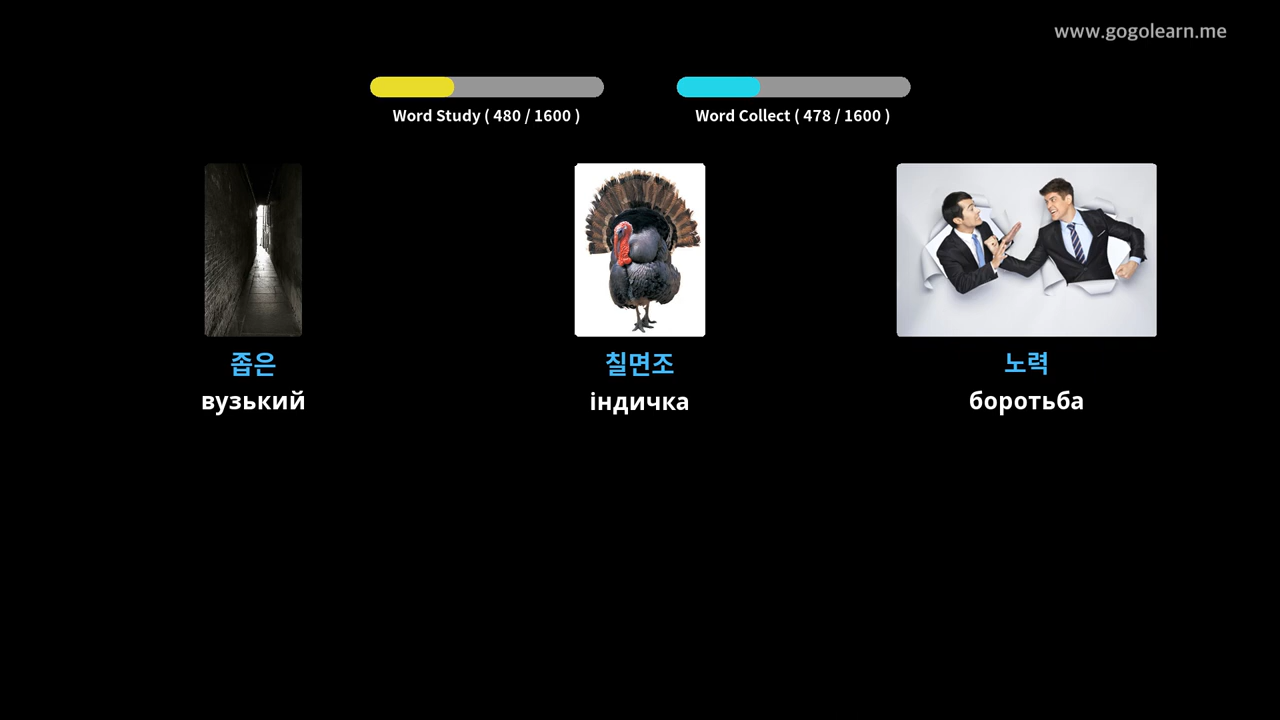 www.gogolearn.me
Word Study ( 480 / 1600 )
Word Collect ( 478 / 1600 )
좁은
вузький
칠면조
індичка
노력
боротьба